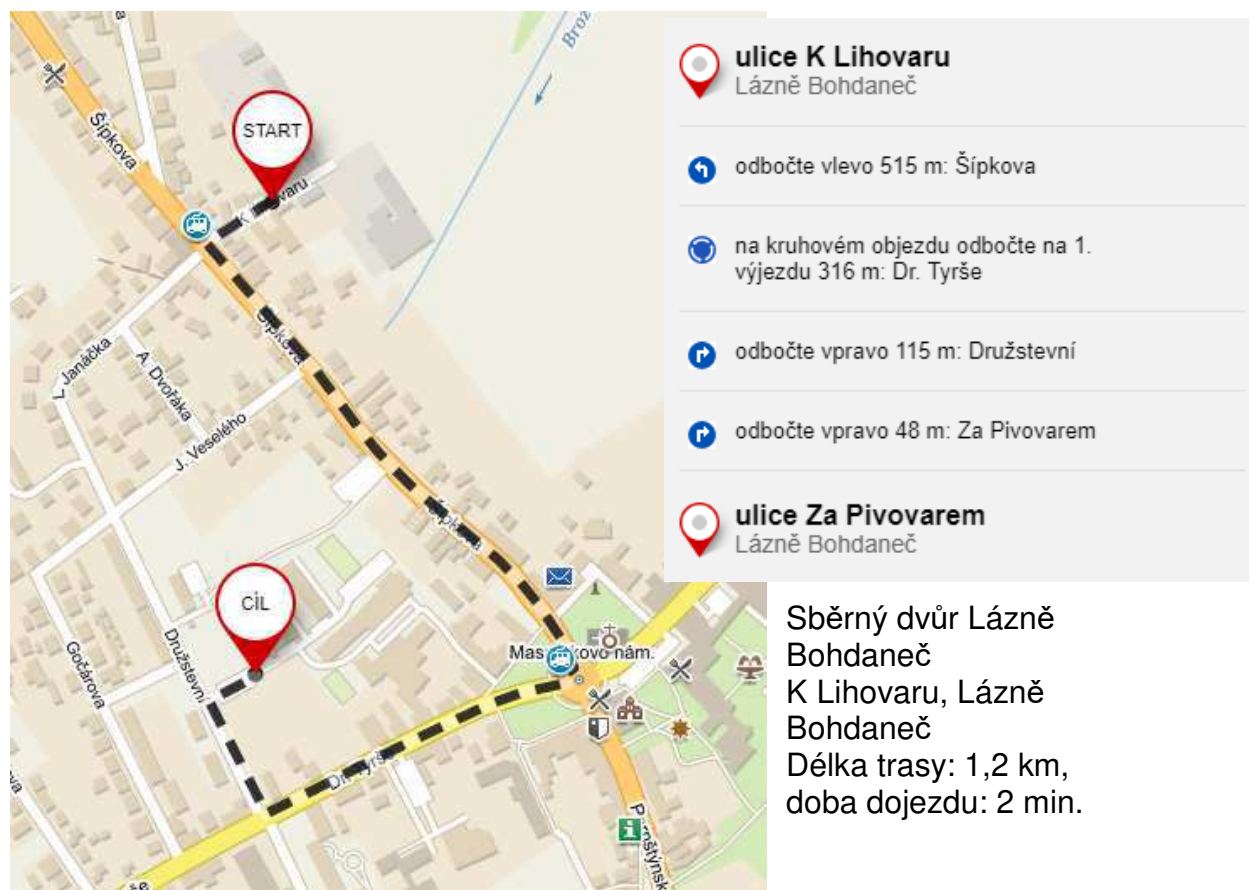 Broz
Šípkova
START
K Lihovaru
Šípkova
L. Janáčka
A. Dvořáka
J. Veselého
Šípkova
CÍL
Družstevní
Gočárova
Masarykovo nám.
Dr. Tyrše
Pernštýnsk
ulice K Lihovaru
Lázně Bohdaneč
odbočte vlevo 515 m: Šípkova
na kruhovém objezdu odbočte na 1.
výjezdu 316 m: Dr. Tyrše
odbočte vpravo 115 m: Družstevní
odbočte vpravo 48 m: Za Pivovarem
ulice Za Pivovarem
Lázně Bohdaneč
Sběrný dvůr Lázně
Bohdaneč
K Lihovaru, Lázně
Bohdaneč
Délka trasy: 1,2 km,
doba dojezdu: 2 min.